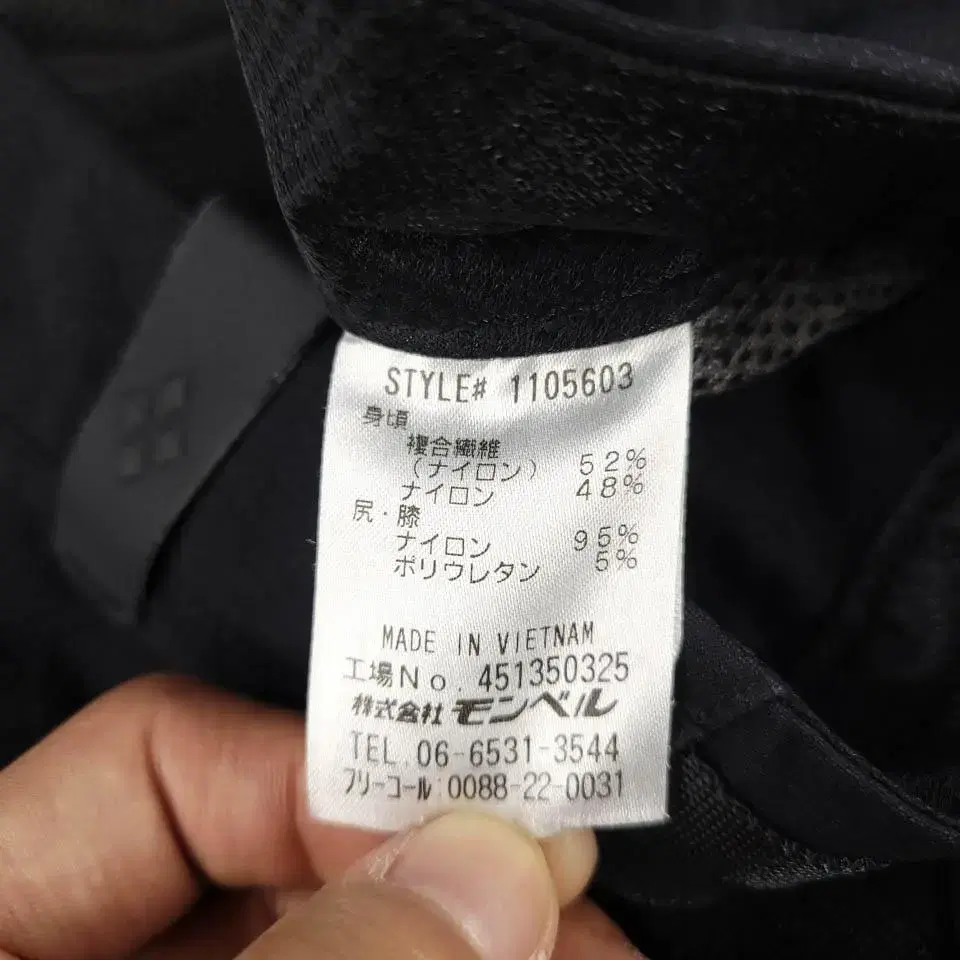 STYLE# 1105603
身頃
複合繊維
(ナイロン) 52%
ナイロン 48%
尻・膝
ナイロン 95%
ポリウレタン 5%
MADE IN VIETNAM
工場No. 451350325
株式会社 モンベル
TEL. 06-6531-3544
フリーコール:0088-22-0031